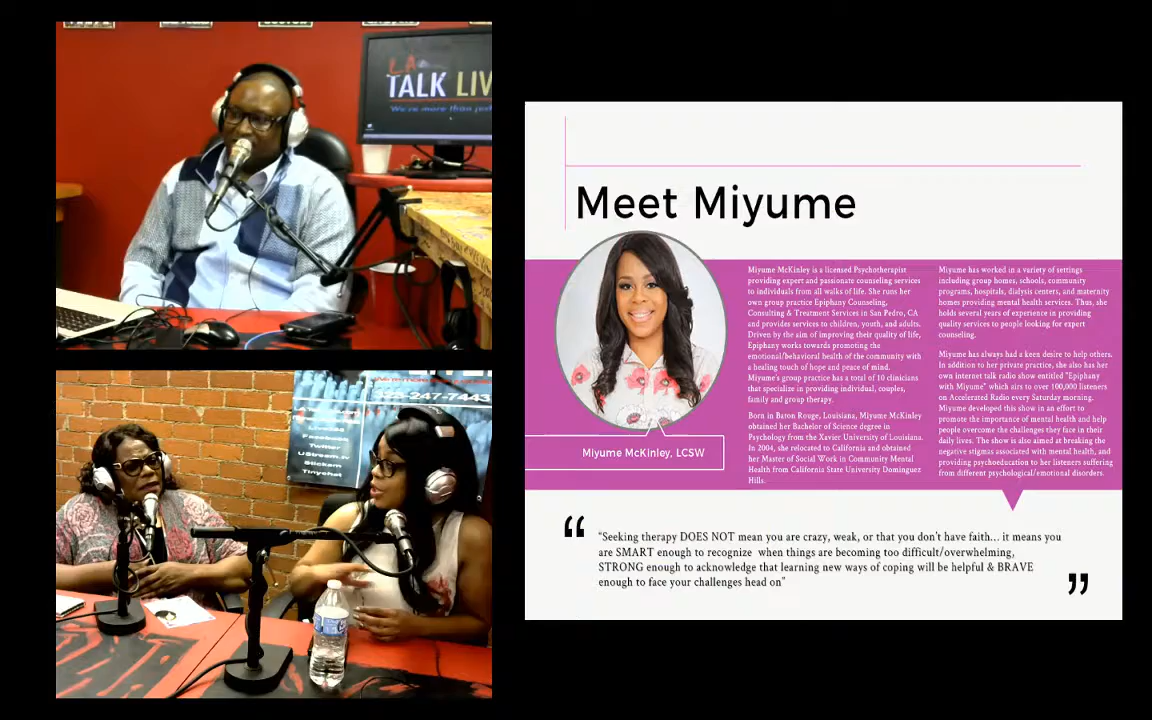 LA
TALK LIV
We're more than just
247-7443
Live365
Facebook
Twitter
UStream.tv
Stickam
Tinychat
Meet Miyume
Miyume McKinley, LCSW
Miyume McKinley is a licensed Psychotherapist
providing expert and passionate counseling services
to individuals from all walks of life. She runs her
own group practice Epiphany Counseling,
Consulting & Treatment Services in San Pedro, CA
and provides services to children, youth, and adults.
Driven by the aim of improving their quality of life,
Epiphany works towards promoting the
emotional/behavioral health of the community with
a healing touch of hope and peace of mind.
Miyume's group practice has a total of 10 clinicians
that specialize in providing individual, couples,
family and group therapy.
Born in Baton Rouge, Louisiana, Miyume McKinley
obtained her Bachelor of Science degree in
Psychology from the Xavier University of Louisiana.
In 2004, she relocated to California and obtained
her Master of Social Work in Community Mental
Health from California State University Dominguez
Hills.
Miyume has worked in a variety of settings
including group homes, schools, community
programs, hospitals, dialysis centers, and maternity
homes providing mental health services. Thus, she
holds several years of experience in providing
quality services to people looking for expert
counseling.
Miyume has always had a keen desire to help others.
In addition to her private practice, she also has her
own internet talk radio show entitled "Epiphany
with Miyume" which airs to over 100,000 listeners
on Accelerated Radio every Saturday morning.
Miyume developed this show in an effort to
promote the importance of mental health and help
people overcome the challenges they face in their
daily lives. The show is also aimed at breaking the
negative stigmas associated with mental health, and
providing psychoeducation to her listeners suffering
from different psychological/emotional disorders.
“Seeking therapy DOES NOT mean you are crazy, weak, or that you don't have faith... it means you
are SMART enough to recognize when things are becoming too difficult/overwhelming,
STRONG enough to acknowledge that learning new ways of coping will be helpful & BRAVE
enough to face your challenges head on”